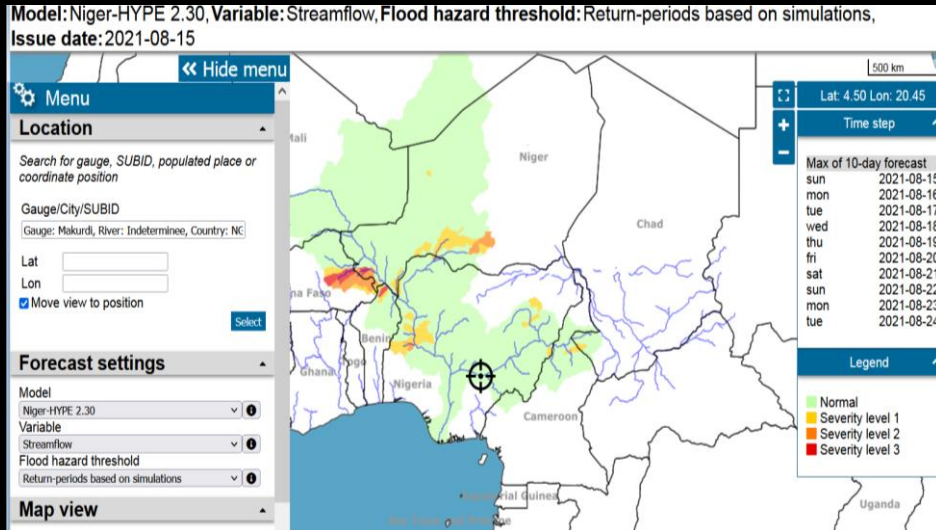 Model: Niger-HYPE 2.30, Variable: Streamflow, Flood hazard threshold: Return-periods based on simulations,
Issue date: 2021-08-15
« Hide menu
Menu
Location
Search for gauge, SUBID, populated place or
coordinate position
Gauge/City/SUBID
Gauge: Makurdi, River: Indeterminee, Country: NG
Lat
Lon
Move view to position
Select
Forecast settings
Model
Niger-HYPE 2.30
Variable
Streamflow
Flood hazard threshold
Return-periods based on simulations
Map view
Mali
Niger
Chad
na Faso
Benin
Togo
Ghana
Nigeria
Cameroon
Guinea
Uganda
500 km
Lat: 4.50 Lon: 20.45
+
−
Time step
Max of 10-day forecast
sun 2021-08-15
mon 2021-08-16
tue 2021-08-17
wed 2021-08-18
thu 2021-08-19
fri 2021-08-20
sat 2021-08-21
sun 2021-08-22
mon 2021-08-23
tue 2021-08-24
Legend
Normal
Severity level 1
Severity level 2
Severity level 3